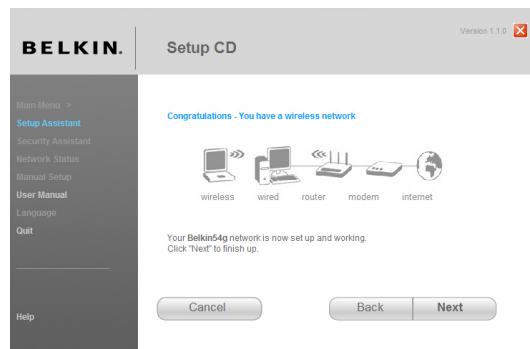 BELKIN.
Setup CD
Version 1.1.0
Main Menu >
Setup Assistant
Security Assistant
Network Status
Manual Setup
User Manual
Language
Quit
Help
Congratulations - You have a wireless network
wireless wired router modem internet
Your Belkin54g network is now set up and working.
Click "Next" to finish up.
Cancel
Back
Next